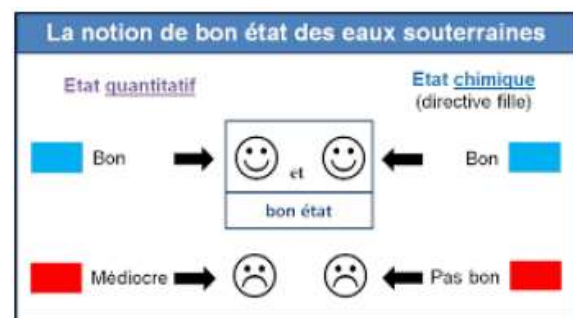 La notion de bon état des eaux souterraines
Etat quantitatif
Etat chimique
(directive fille)
Bon
et
Bon
bon état
Médiocre
Pas bon